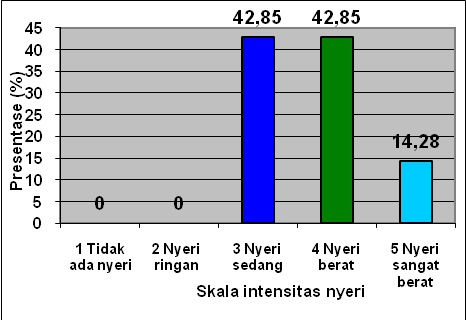 42,85
42,85
45
40
35
30
25
20
15
10
5
0
Presentase (%)
0
0
14,28
1 Tidak
ada nyeri
2 Nyeri
ringan
3 Nyeri
sedang
4 Nyeri
berat
5 Nyeri
sangat
berat
Skala intensitas nyeri